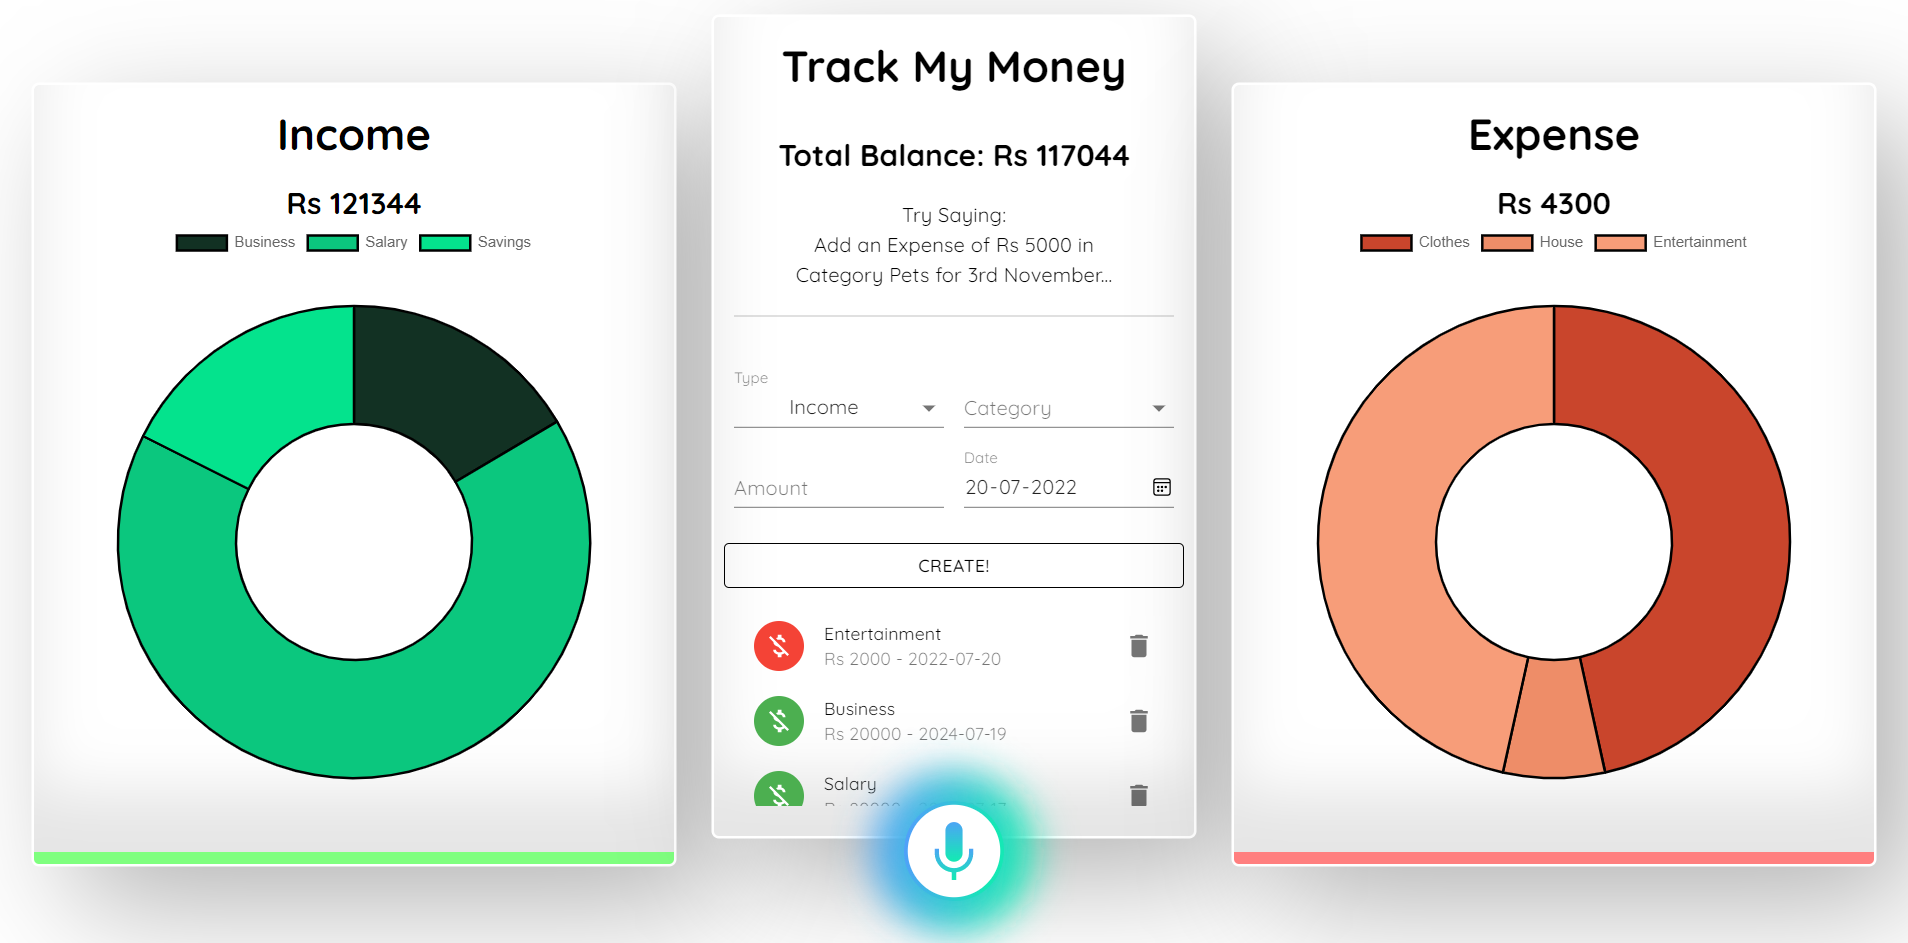 Income
Rs 121344
Business Salary Savings
Track My Money
Total Balance: Rs 117044
Try Saying:
Add an Expense of Rs 5000 in
Category Pets for 3rd November...
Type
Income
Category
Amount
Date
20-07-2022
CREATE!
Entertainment
Rs 2000 - 2022-07-20
Business
Rs 20000 - 2024-07-19
Salary
Expense
Rs 4300
Clothes House Entertainment